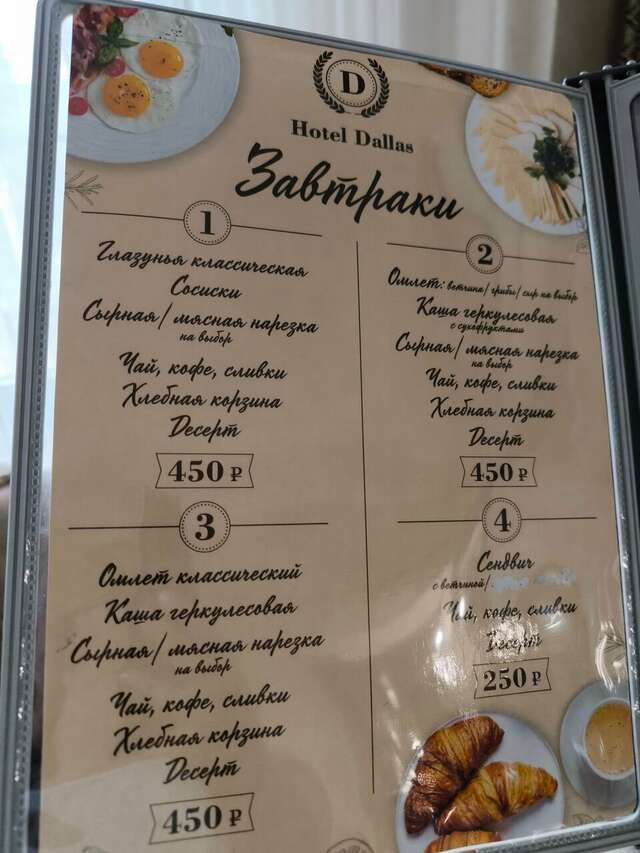 D
Hotel Dallas
Завтраки
1
Глазунья классическая
Сосиски
Сырная/ мясная нарезка
на выбор
Чай, кофе, сливки
Хлебная корзина
Десерт
450 ₽
2
Омлет: ветчина/ грибы/ сыр на выбор
Каша геркулесовая
с сухофруктами
Сырная/ мясная нарезка
на выбор
Чай, кофе, сливки
Хлебная корзина
Десерт
450 ₽
3
Омлет классический
Каша геркулесовая
Сырная/ мясная нарезка
на выбор
Чай, кофе, сливки
Хлебная корзина
Десерт
450 ₽
4
Сендвич
с ветчиной/
Чай, кофе, сливки
Десерт
250 ₽